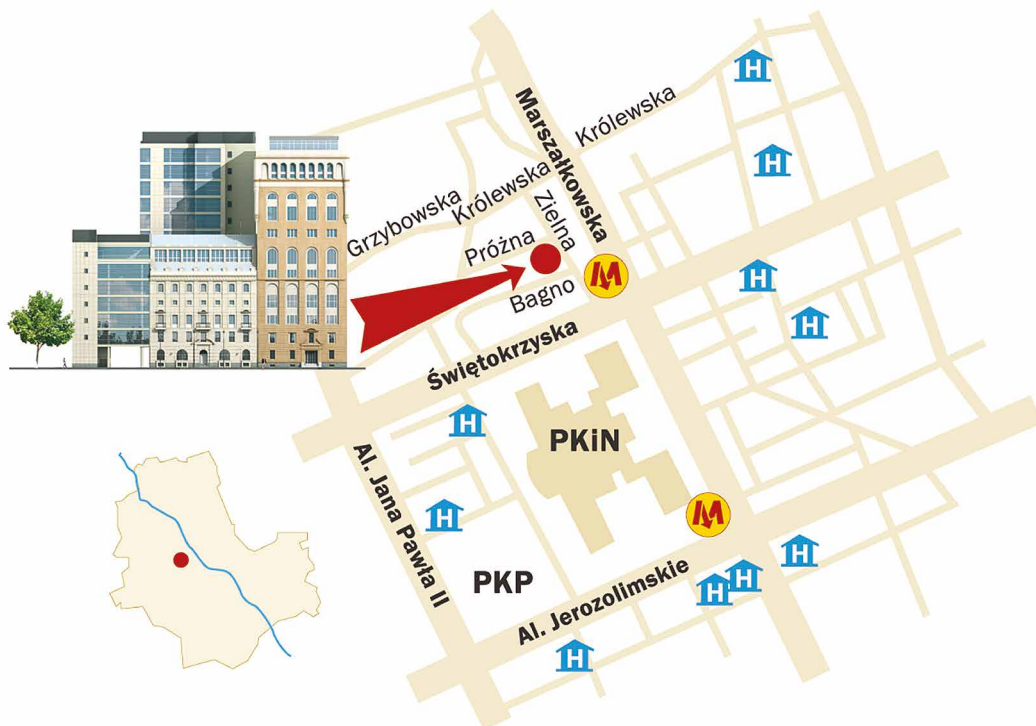 H
Marszałkowska
Królewska
H
Królewska
Zielna
Grzybowska
Próżna
M
H
Bagno
H
Świętokrzyska
H
PKiN
Al. Jana Pawła II
H
M
H
PKP
H
H
Al. Jerozolimskie
H